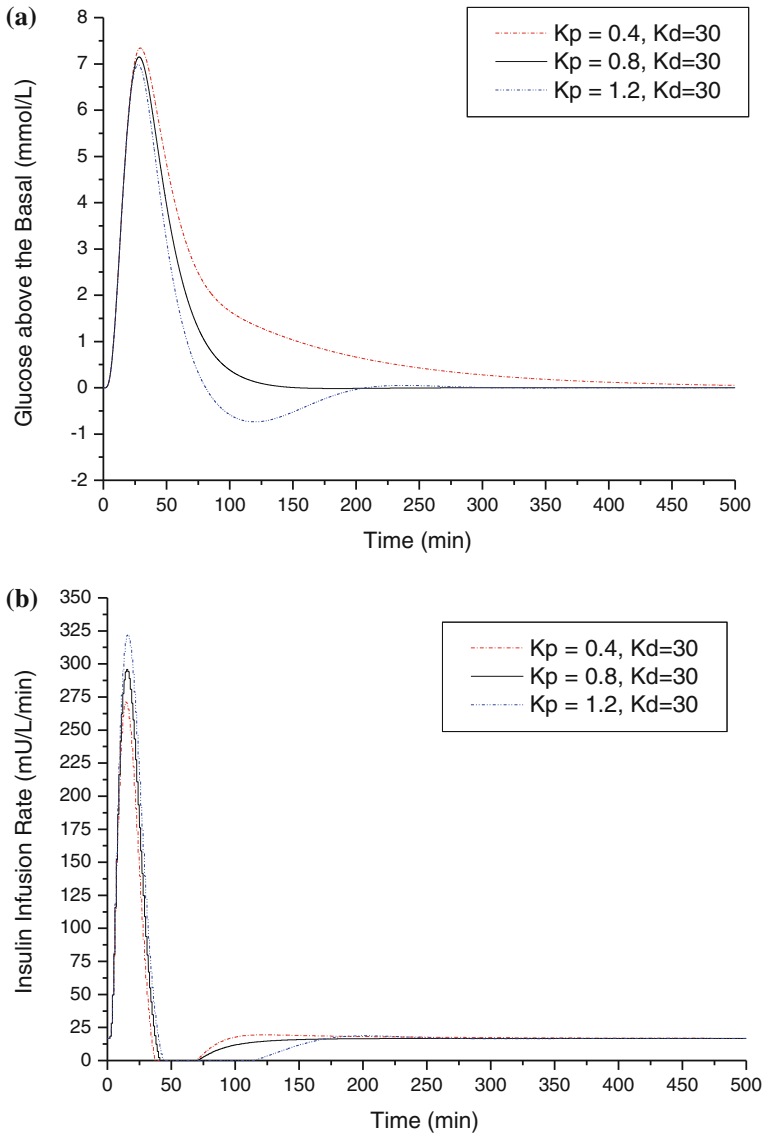 (a)
Kp = 0.4, Kd=30
Kp = 0.8, Kd=30
Kp = 1.2, Kd=30
Glucose above the Basal (mmol/L)
8
7
6
5
4
3
2
1
0
-1
-2
0 50 100 150 200 250 300 350 400 450 500
Time (min)
(b)
Kp = 0.4, Kd=30
Kp = 0.8, Kd=30
Kp = 1.2, Kd=30
Insulin Infusion Rate (mU/L/min)
350
325
300
275
250
225
200
175
150
125
100
75
50
25
0
0 50 100 150 200 250 300 350 400 450 500
Time (min)